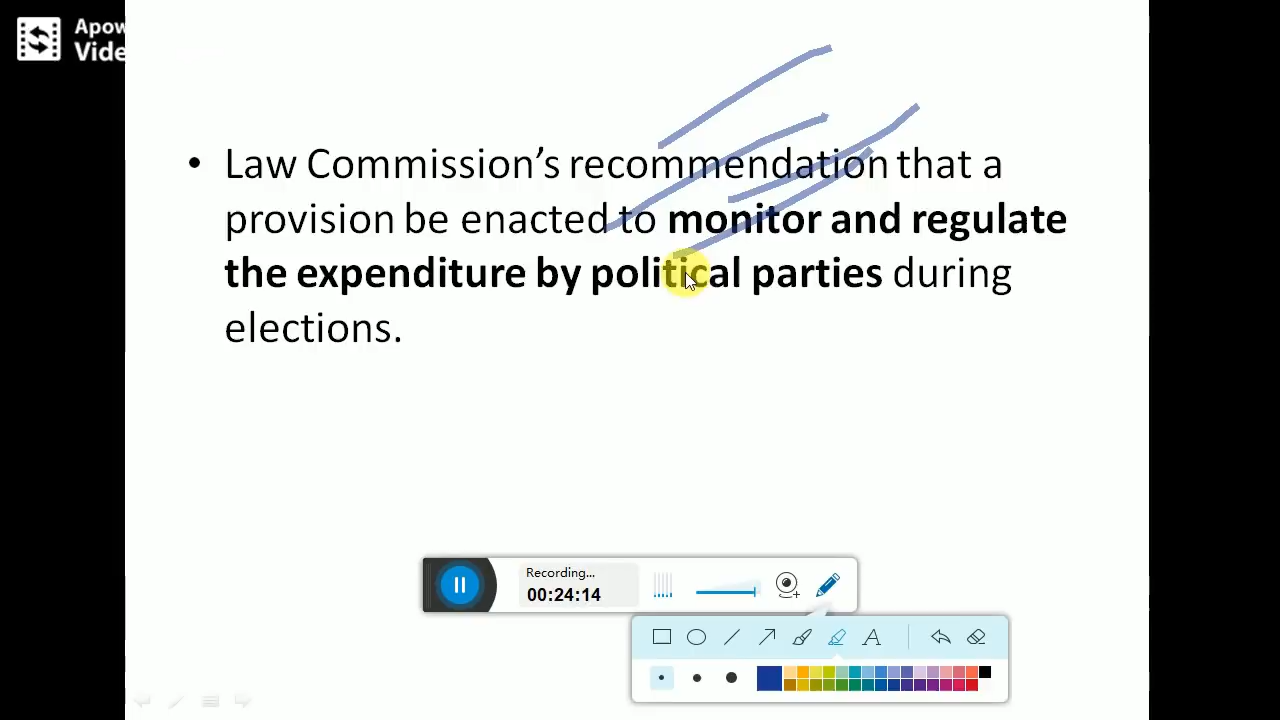 Apow
Vide
• Law Commission’s recommendation that a
provision be enacted to monitor and regulate
the expenditure by political parties during
elections.
Recording...
00:24:14
A